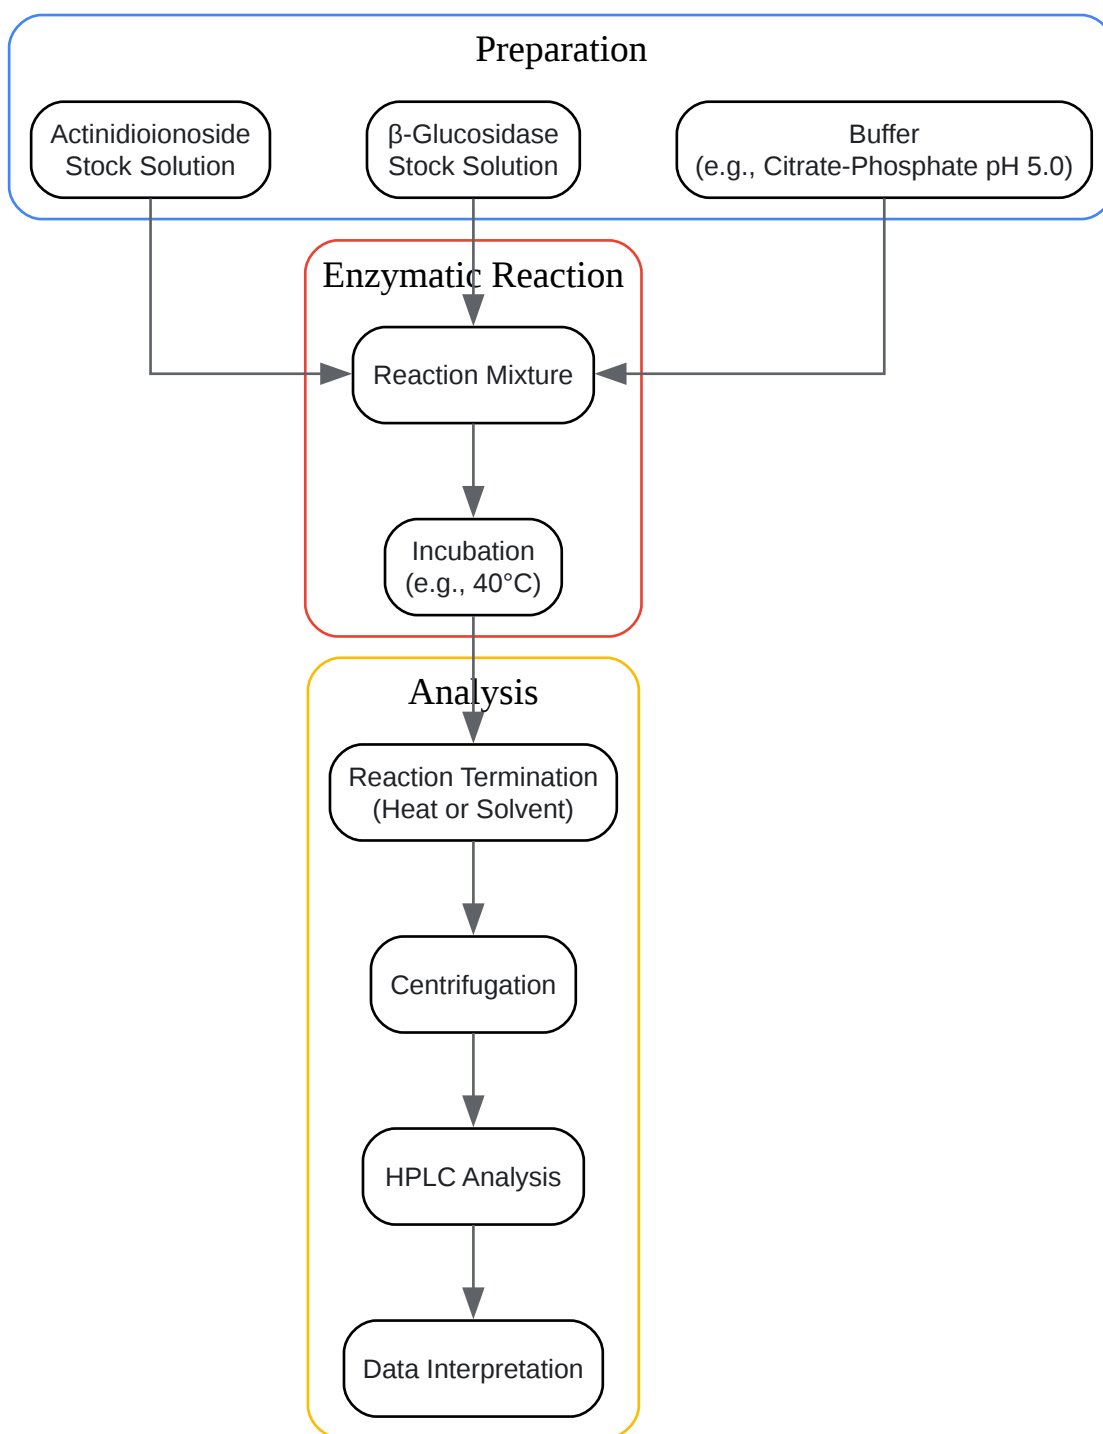 Preparation
Actinidioionoside
Stock Solution
β-Glucosidase
Stock Solution
Buffer
(e.g., Citrate-Phosphate pH 5.0)
Enzymatic Reaction
Reaction Mixture
Incubation
(e.g., 40°C)
Analysis
Reaction Termination
(Heat or Solvent)
Centrifugation
HPLC Analysis
Data Interpretation